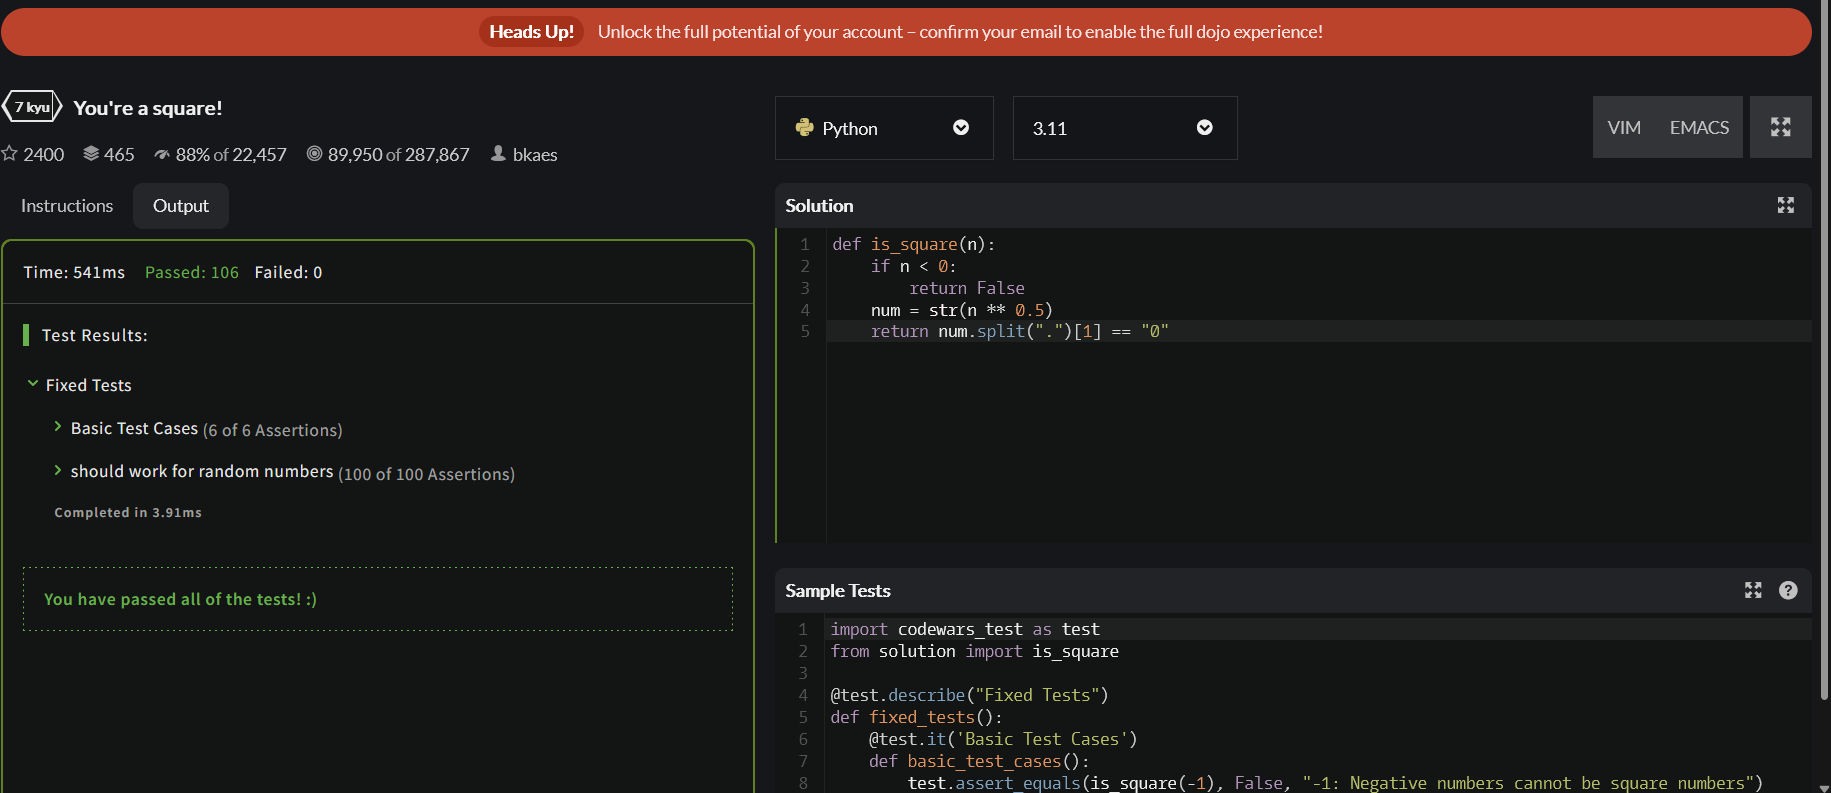 Heads Up! Unlock the full potential of your account – confirm your email to enable the full dojo experience!
7 kyu You're a square!
2400 465 88% of 22,457 89,950 of 287,867 bkaes
Instructions Output
Time: 541ms Passed: 106 Failed: 0
Test Results:
Fixed Tests
Basic Test Cases (6 of 6 Assertions)
should work for random numbers (100 of 100 Assertions)
Completed in 3.91ms
You have passed all of the tests! :)
Python 3.11 VIM EMACS
Solution
1 def is_square(n):
2     if n < 0:
3         return False
4     num = str(n ** 0.5)
5     return num.split(".")[1] == "0"
Sample Tests ?
1 import codewars_test as test
2 from solution import is_square
3
4 @test.describe("Fixed Tests")
5 def fixed_tests():
6     @test.it('Basic Test Cases')
7     def basic_test_cases():
8         test.assert_equals(is_square(-1), False, "-1: Negative numbers cannot be square numbers")